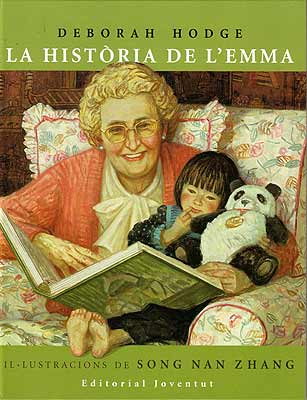 DEBORAH HODGE
LA HISTÒRIA DE L'EMMA
IL·LUSTRACIONS DE SONG NAN ZHANG
Editorial Joventut